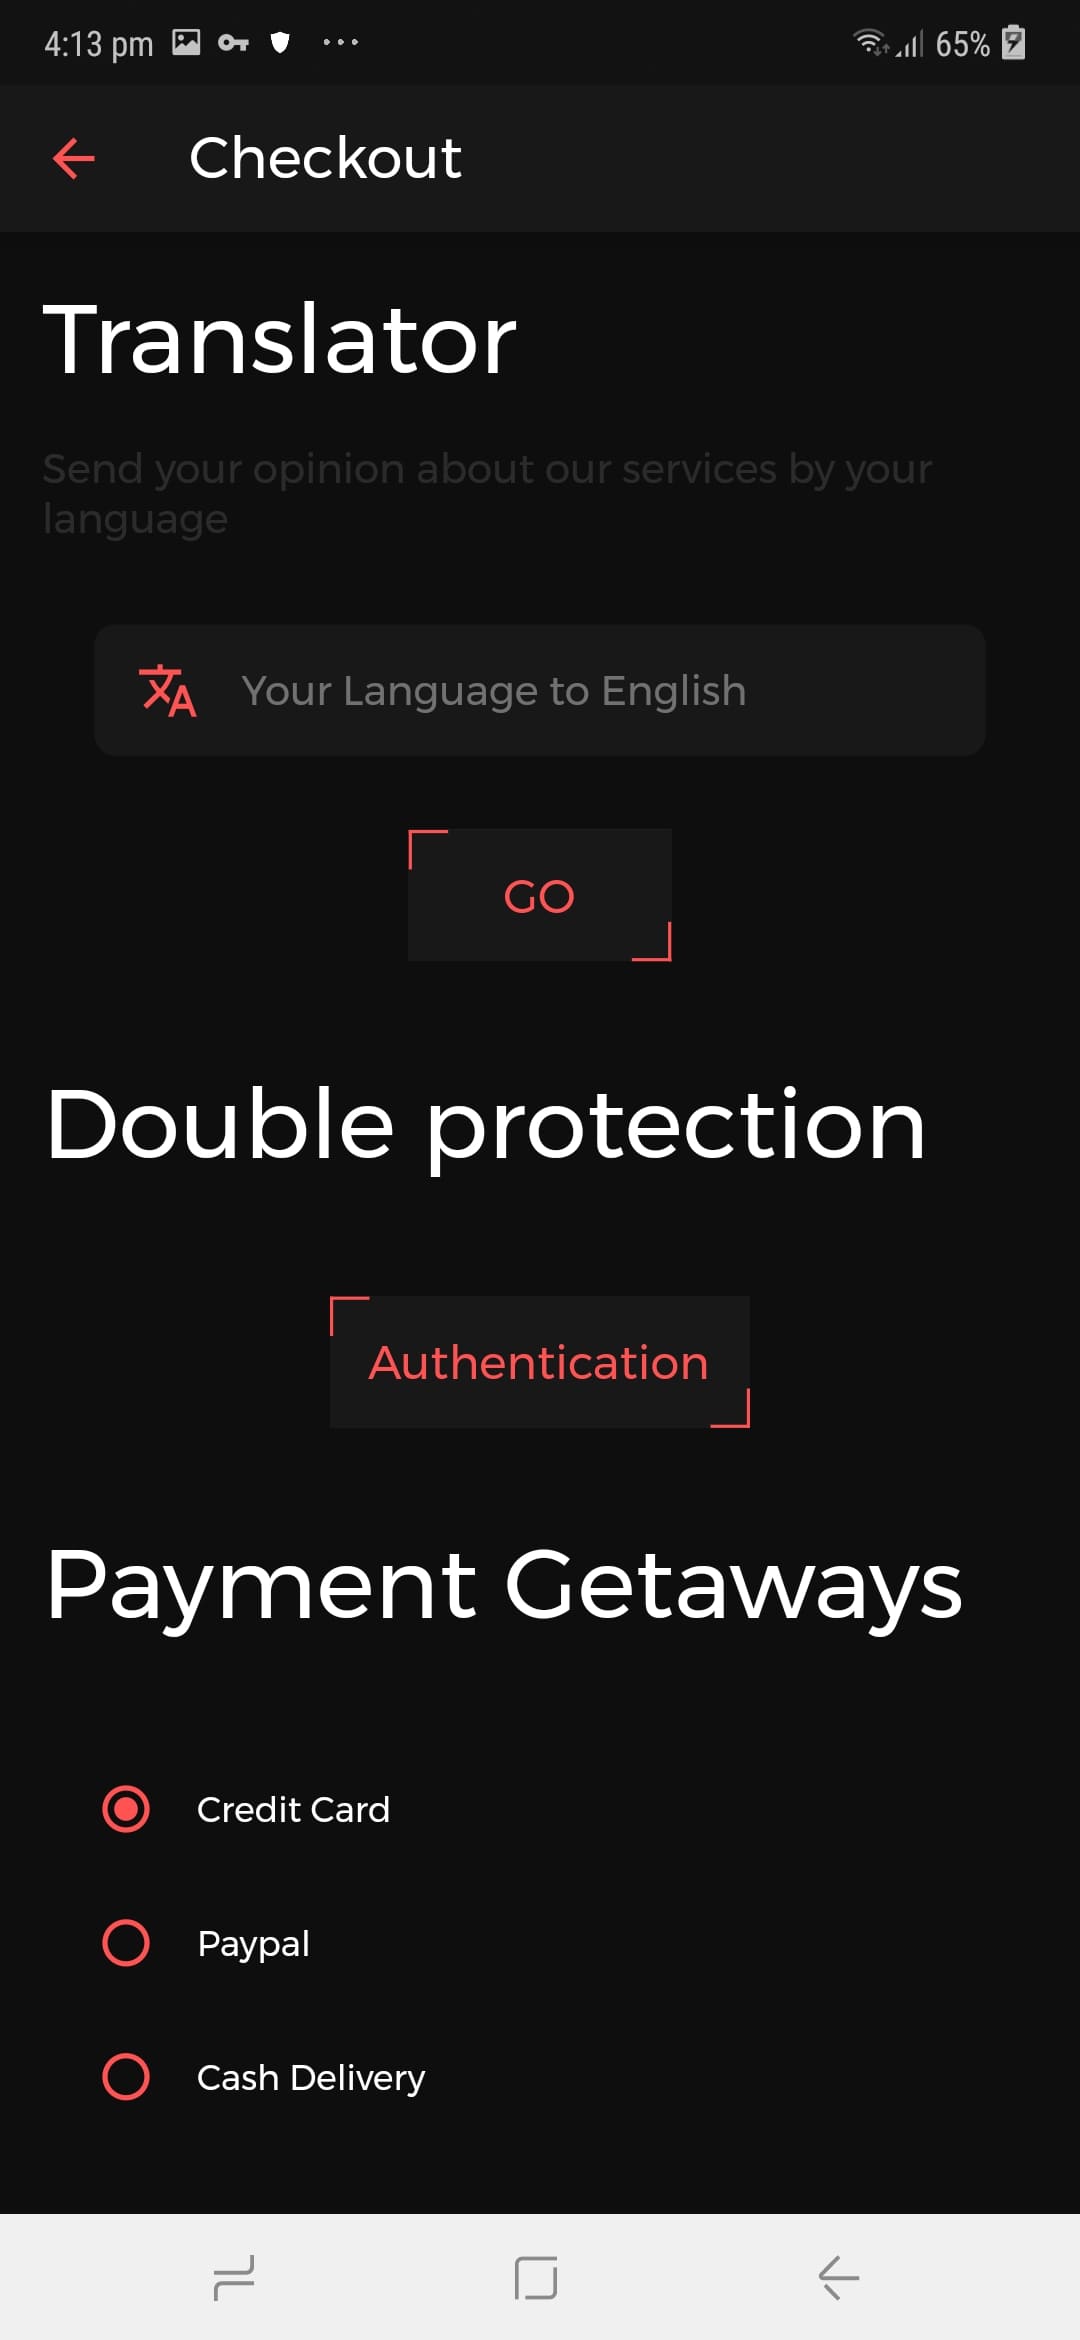 4:13 pm
65%
Checkout
Translator
Send your opinion about our services by your
language
Your Language to English
GO
Double protection
Authentication
Payment Getaways
Credit Card
Paypal
Cash Delivery